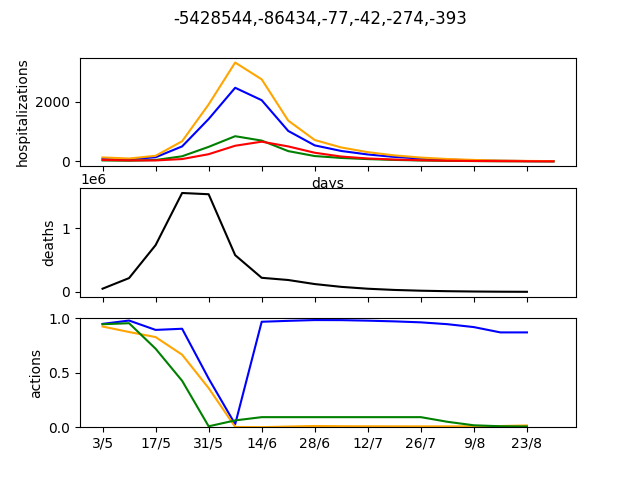 -5428544,-86434,-77,-42,-274,-393
hospitalizations
2000
0
days
1e6
deaths
1
0
actions
1.0
0.5
0.0
3/5 17/5 31/5 14/6 28/6 12/7 26/7 9/8 23/8